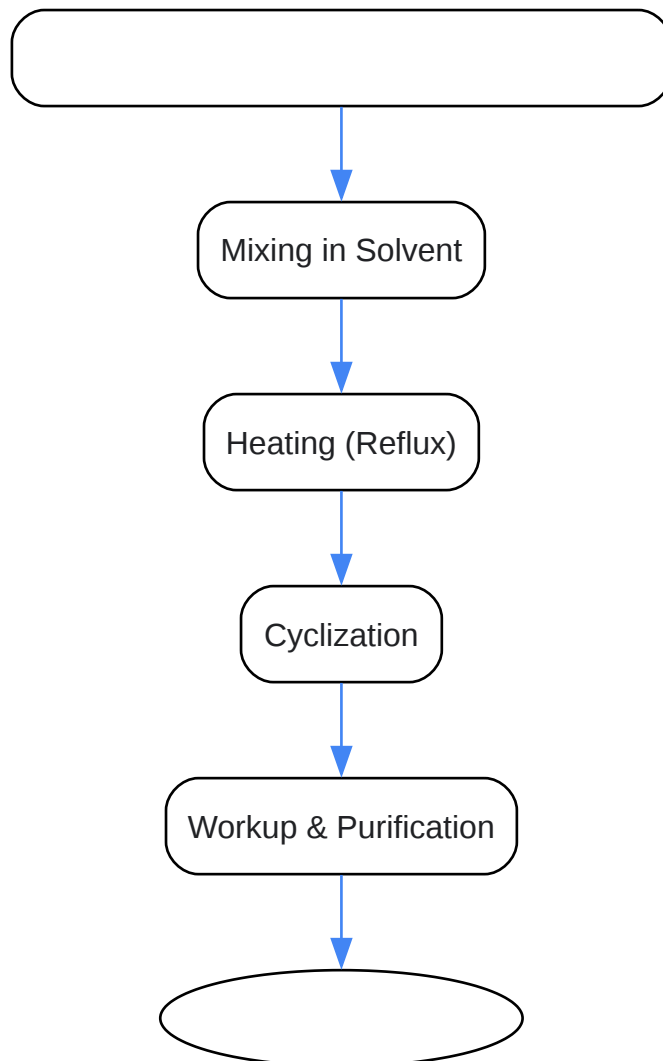 Mixing in Solvent
Heating (Reflux)
Cyclization
Workup & Purification